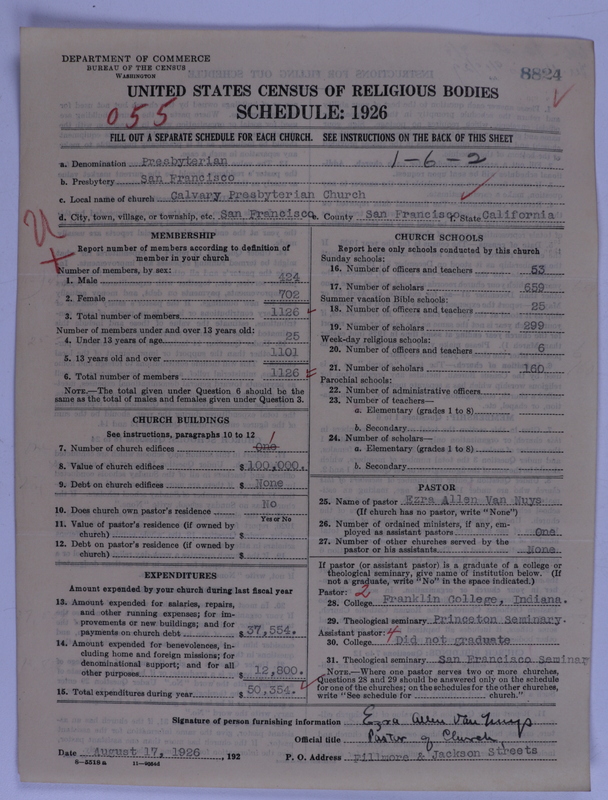 DEPARTMENT OF COMMERCE
BUREAU OF THE CENSUS
WASHINGTON
8824
UNITED STATES CENSUS OF RELIGIOUS BODIES
055
SCHEDULE: 1926
FILL OUT A SEPARATE SCHEDULE FOR EACH CHURCH. SEE INSTRUCTIONS ON THE BACK OF THIS SHEET
a. Denomination Presbyterian 1-6-2
b. Presbytery San Francisco
c. Local name of church Calvary Presbyterian Church
d. City, town, village, or township, etc. San Francisco e. County San Francisco State California
MEMBERSHIP
Report number of members according to definition of
member in your church
Number of members, by sex:
1. Male 424
2. Female 702
3. Total number of members 1126
Number of members under and over 13 years old:
4. Under 13 years of age 25
5. 13 years old and over 1101
6. Total number of members 1126
NOTE.—The total given under Question 6 should be the
same as the total of males and females given under Question 3.
CHURCH BUILDINGS
See instructions, paragraphs 10 to 12
7. Number of church edifices One 1
8. Value of church edifices $100,000.
9. Debt on church edifices $ None
10. Does church own pastor's residence No
Yes or No
11. Value of pastor's residence (if owned by
church) $
12. Debt on pastor's residence (if owned by
church) $
EXPENDITURES
Amount expended by your church during last fiscal year
13. Amount expended for salaries, repairs,
and other running expenses; for im-
provements or new buildings; and for
payments on church debt $37,554.
14. Amount expended for benevolences, in-
cluding home and foreign missions; for
denominational support; and for all
other purposes 12,800.
15. Total expenditures during year $50,354.
CHURCH SCHOOLS
Report here only schools conducted by this church
Sunday schools:
16. Number of officers and teachers 53
17. Number of scholars 659
Summer vacation Bible schools:
18. Number of officers and teachers 25
19. Number of scholars 299
Week-day religious schools:
20. Number of officers and teachers 6
21. Number of scholars 160
Parochial schools:
22. Number of administrative officers
23. Number of teachers—
a. Elementary (grades 1 to 8)
b. Secondary
24. Number of scholars—
a. Elementary (grades 1 to 8)
b. Secondary
PASTOR
25. Name of pastor Ezra Allen Van Nuys
(If church has no pastor, write "None")
26. Number of ordained ministers, if any, em-
ployed as assistant pastors One
27. Number of other churches served by the
pastor or his assistants None
If pastor (or assistant pastor) is a graduate of a college or
theological seminary, give name of institution below. (If
not a graduate, write "No" in the space indicated.)
Pastor: 2
28. College Franklin College, Indiana.
29. Theological seminary Princeton Seminary.
Assistant pastor: 4
30. College Did not graduate
31. Theological seminary San Francisco Seminar
NOTE.—Where one pastor serves two or more churches,
Questions 28 and 29 should be answered only on the schedule
for one of the churches; on the schedules for the other churches,
write "See schedule for church."
Signature of person furnishing information Ezra Allen Van Nuys
Official title Pastor of Church
Date August 17, 1926 , 192
P. O. Address Fillmore & Jackson Streets
8-5518 a